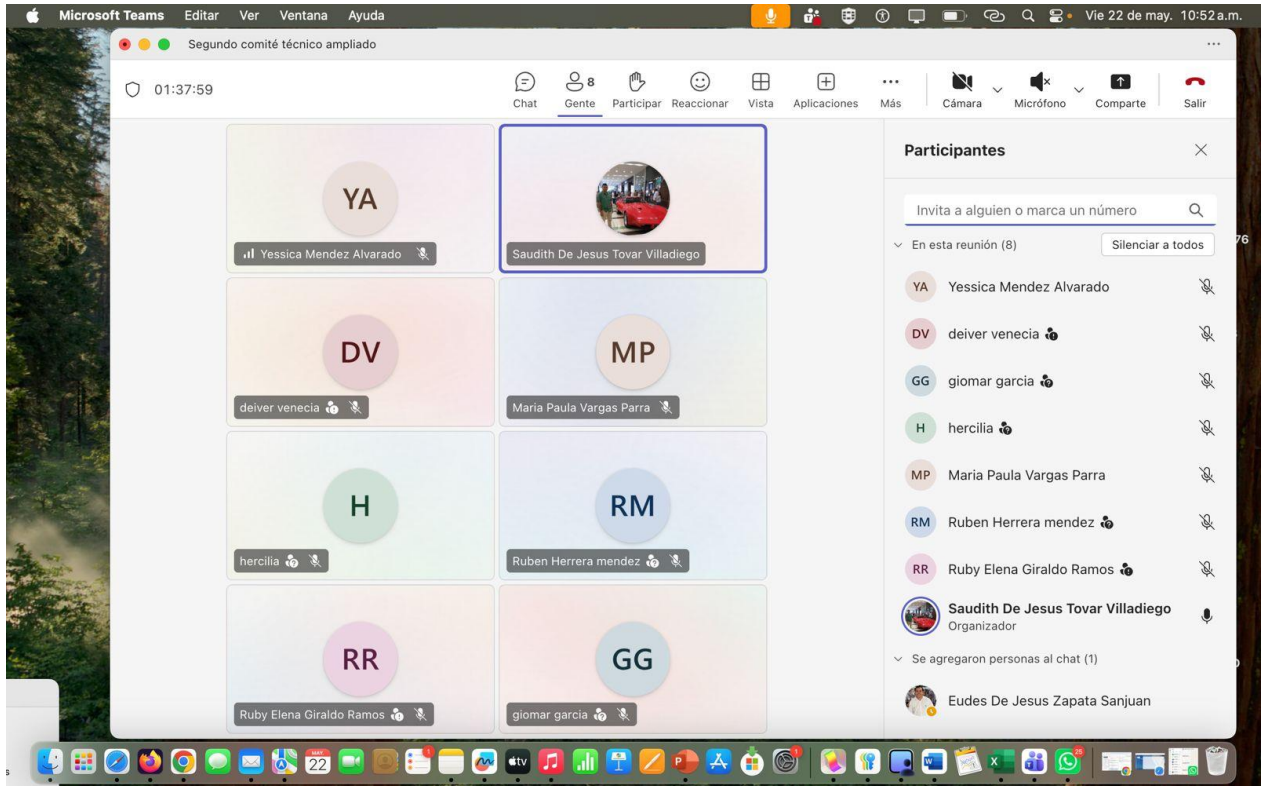 Microsoft Teams Editar Ver Ventana Ayuda
Vie 22 de may. 10:52 a.m.
Segundo comité técnico ampliado
01:37:59
Chat
Gente 8
Participar
Reaccionar
Vista
Aplicaciones
Más
Cámara
Micrófono
Comparte
Salir
YA
Yessica Mendez Alvarado
Saudith De Jesus Tovar Villadiego
DV
deiver venecia
MP
Maria Paula Vargas Parra
H
hercilia
RM
Ruben Herrera mendez
RR
Ruby Elena Giraldo Ramos
GG
giomar garcia
Participantes
Invita a alguien o marca un número
En esta reunión (8)
Silenciar a todos
YA Yessica Mendez Alvarado
DV deiver venecia
GG giomar garcia
H hercilia
MP Maria Paula Vargas Parra
RM Ruben Herrera mendez
RR Ruby Elena Giraldo Ramos
Saudith De Jesus Tovar Villadiego
Organizador
Se agregaron personas al chat (1)
Eudes De Jesus Zapata Sanjuan
76
MAY
22
1
tv
P
W
X
25